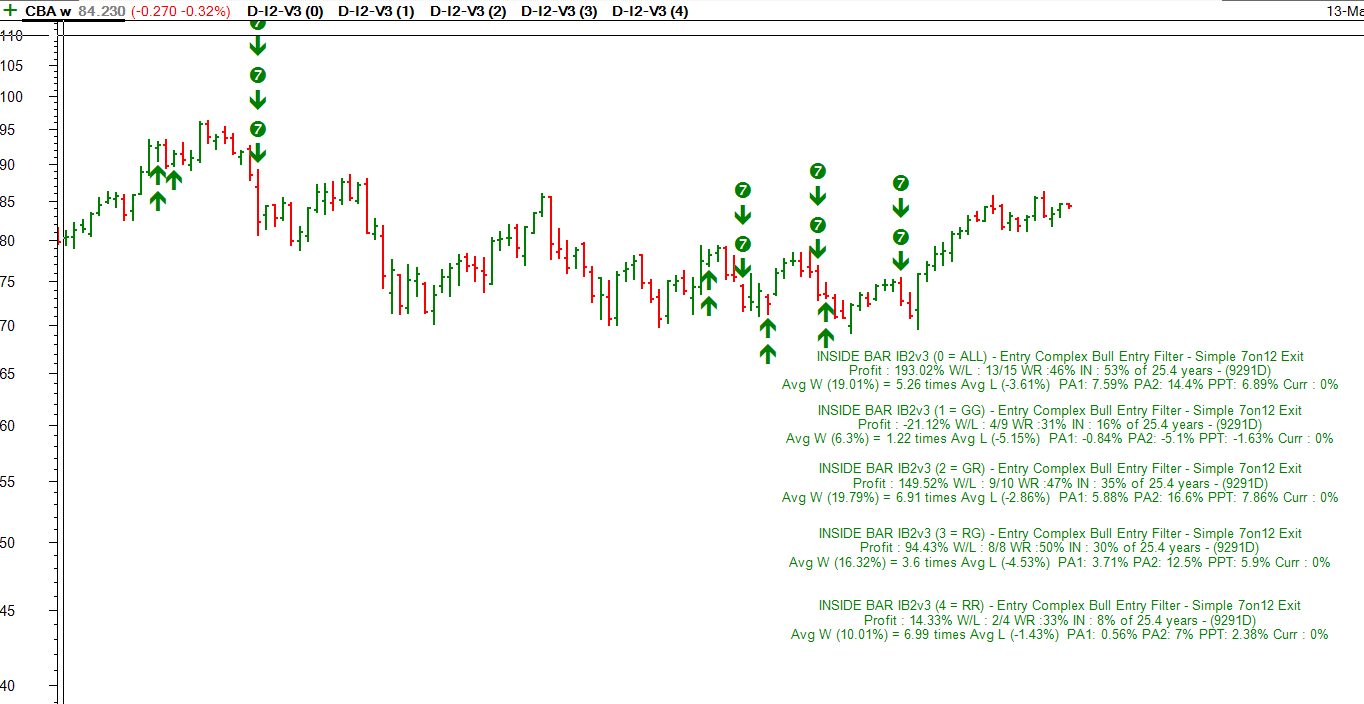 CBA w 84.230 (-0.270 -0.32%) D-I2-V3 (0) D-I2-V3 (1) D-I2-V3 (2) D-I2-V3 (3) D-I2-V3 (4) 13-Ma
110
7
105
7
100
95
7
90
7
85
7
7
80
7
7
7
75
70
INSIDE BAR IB2v3 (0 = ALL) - Entry Complex Bull Entry Filter - Simple 7on12 Exit
Profit : 193.02% W/L : 13/15 WR :46% IN : 53% of 25.4 years - (9291D)
65
Avg W (19.01%) = 5.26 times Avg L (-3.61%) PA1: 7.59% PA2: 14.4% PPT: 6.89% Curr : 0%
INSIDE BAR IB2v3 (1 = GG) - Entry Complex Bull Entry Filter - Simple 7on12 Exit
Profit : -21.12% W/L : 4/9 WR :31% IN : 16% of 25.4 years - (9291D)
60
Avg W (6.3%) = 1.22 times Avg L (-5.15%) PA1: -0.84% PA2: -5.1% PPT: -1.63% Curr : 0%
INSIDE BAR IB2v3 (2 = GR) - Entry Complex Bull Entry Filter - Simple 7on12 Exit
55
Profit : 149.52% W/L : 9/10 WR :47% IN : 35% of 25.4 years - (9291D)
Avg W (19.79%) = 6.91 times Avg L (-2.86%) PA1: 5.88% PA2: 16.6% PPT: 7.86% Curr : 0%
INSIDE BAR IB2v3 (3 = RG) - Entry Complex Bull Entry Filter - Simple 7on12 Exit
50
Profit : 94.43% W/L : 8/8 WR :50% IN : 30% of 25.4 years - (9291D)
Avg W (16.32%) = 3.6 times Avg L (-4.53%) PA1: 3.71% PA2: 12.5% PPT: 5.9% Curr : 0%
INSIDE BAR IB2v3 (4 = RR) - Entry Complex Bull Entry Filter - Simple 7on12 Exit
45
Profit : 14.33% W/L : 2/4 WR :33% IN : 8% of 25.4 years - (9291D)
Avg W (10.01%) = 6.99 times Avg L (-1.43%) PA1: 0.56% PA2: 7% PPT: 2.38% Curr : 0%
40